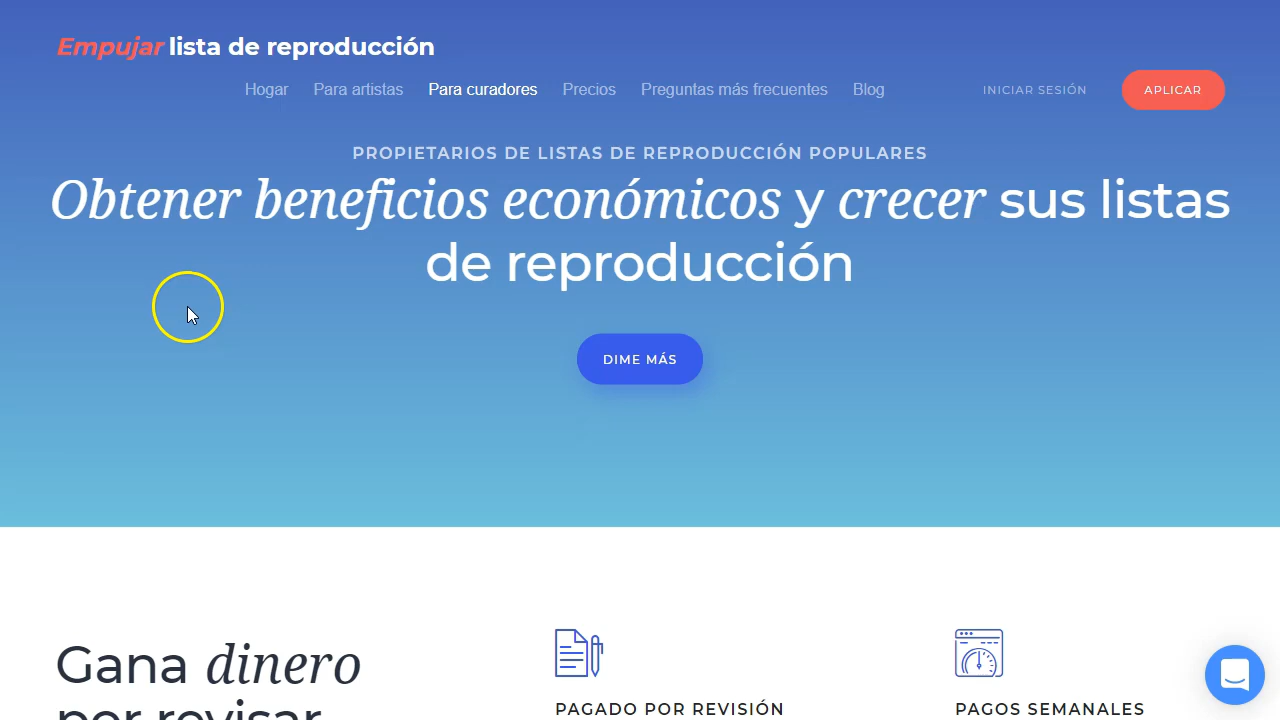 Empujar lista de reproducción
Hogar Para artistas Para curadores Precios Preguntas más frecuentes Blog INICIAR SESIÓN APLICAR
PROPIETARIOS DE LISTAS DE REPRODUCCIÓN POPULARES
Obtener beneficios económicos y crecer sus listas
de reproducción
DIME MÁS
Gana dinero
por revisar
PAGADO POR REVISIÓN
PAGOS SEMANALES